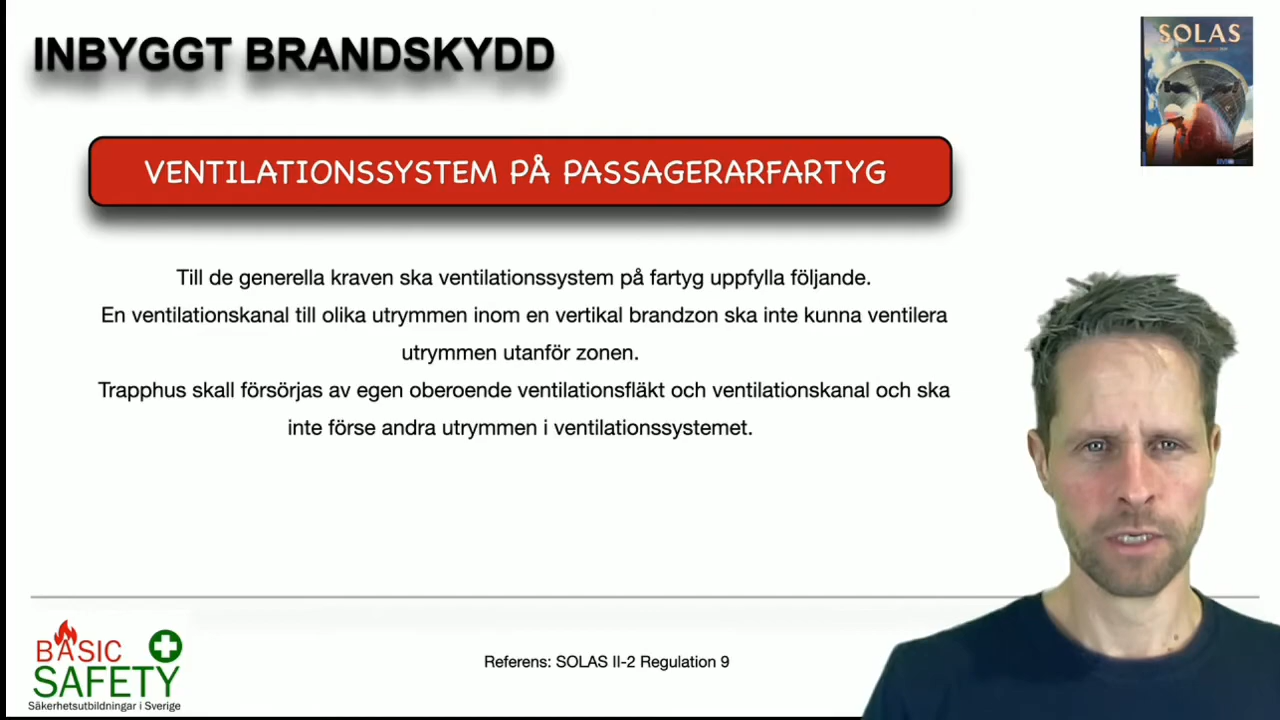 INBYGGT BRANDSKYDD
SOLAS
VENTILATIONSSYSTEM PÅ PASSAGERARFARTYG
Till de generella kraven ska ventilationssystem på fartyg uppfylla följande.
En ventilationskanal till olika utrymmen inom en vertikal brandzon ska inte kunna ventilera
utrymmen utanför zonen.
Trapphus skall försörjas av egen oberoende ventilationsfläkt och ventilationskanal och ska
inte förse andra utrymmen i ventilationssystemet.
BASIC
SAFETY
Säkerhetsutbildningar i Sverige
Referens: SOLAS II-2 Regulation 9